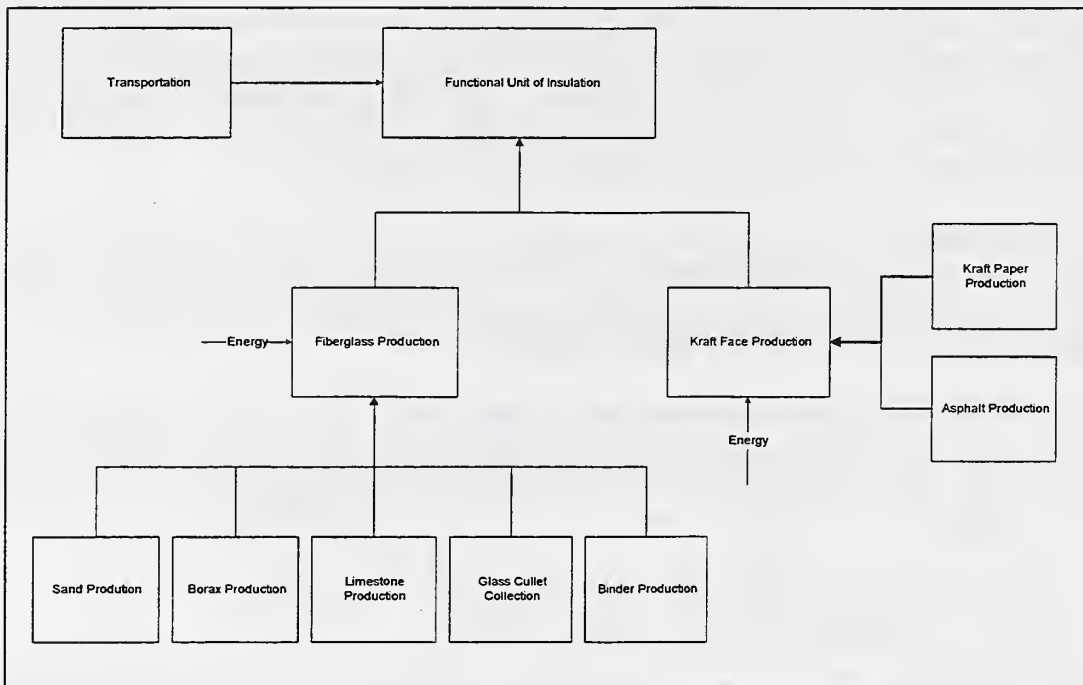 Transportation
Functional Unit of Insulation
Kraft Paper
Production
Energy
Fiberglass Production
Kraft Face Production
Asphalt Production
Energy
Sand Prodution
Borax Production
Limestone
Production
Glass Cullet
Collection
Binder Production